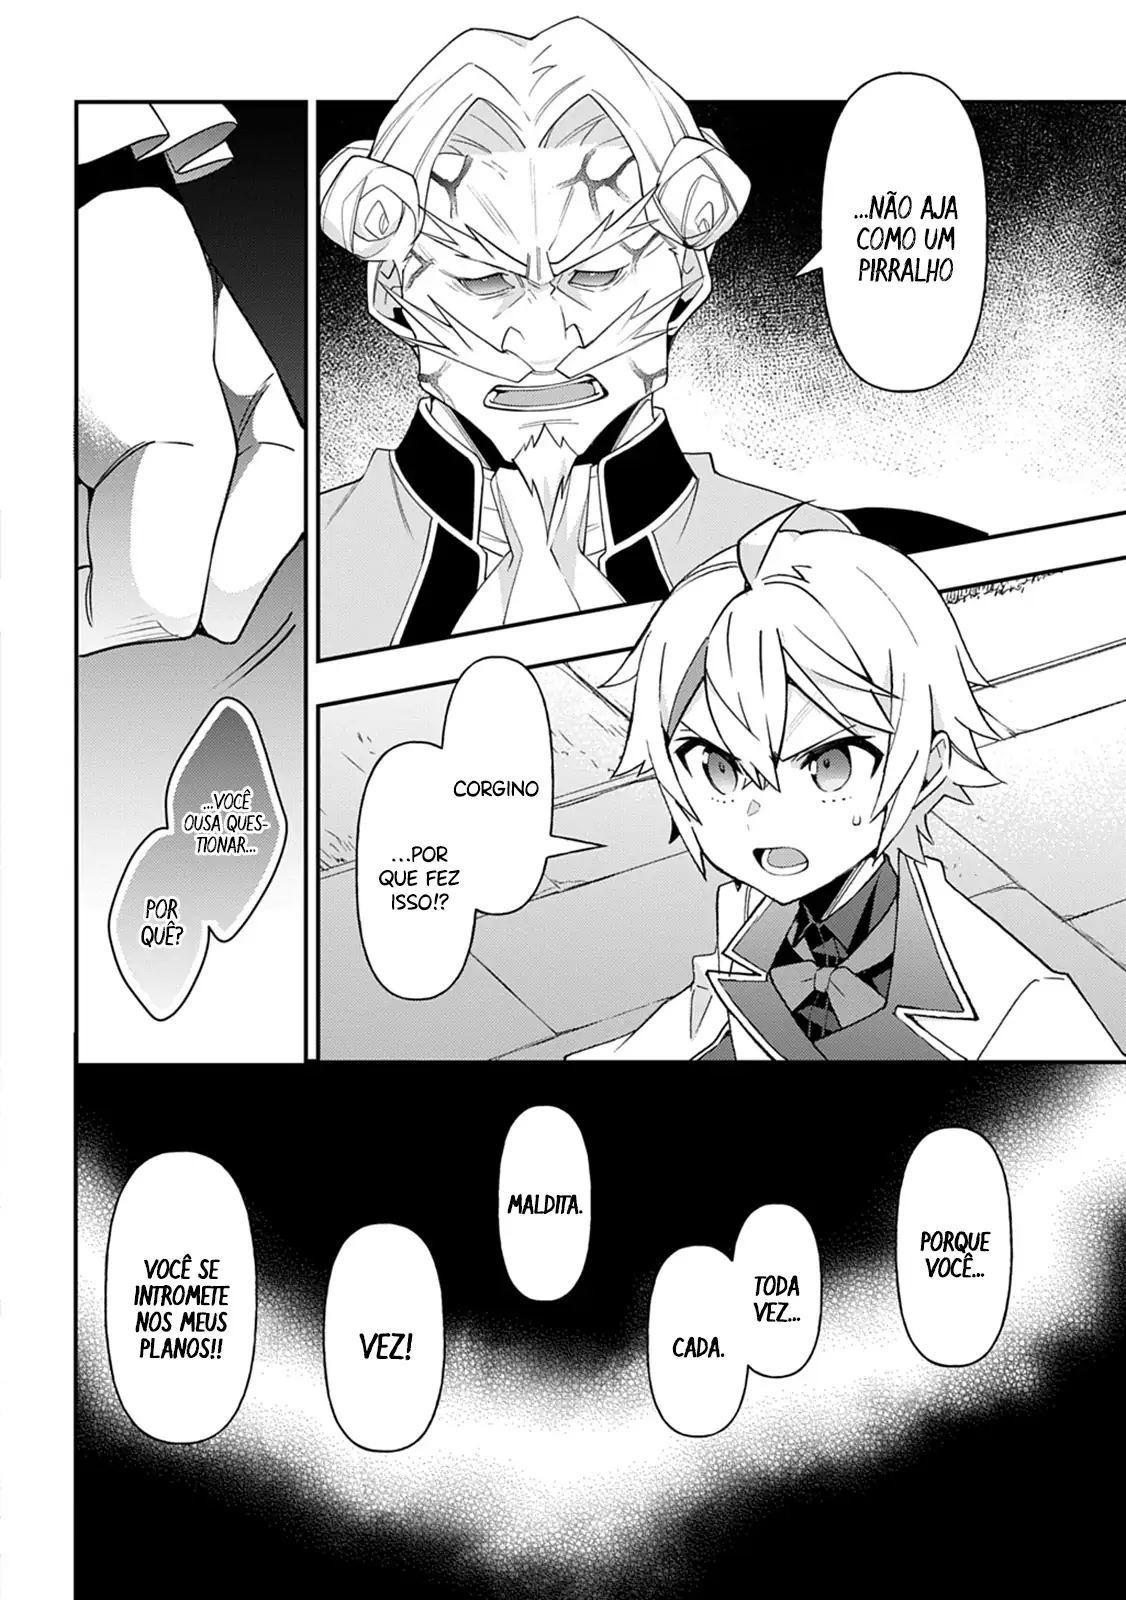 ...NÃO AJA
COMO UM
PIRRALHO
CORGINO
...POR
QUE FEZ
ISSO!?
...VOCÊ
OUSA QUES-
TIONAR...
POR
QUÊ?
PORQUE
VOCÊ...
TODA
VEZ...
CADA.
MALDITA.
VEZ!
VOCÊ SE
INTROMETE
NOS MEUS
PLANOS!!